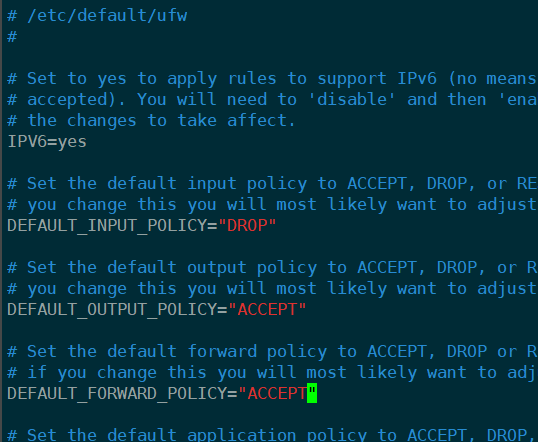 # /etc/default/ufw
#
# Set to yes to apply rules to support IPv6 (no means
# accepted). You will need to 'disable' and then 'ena
# the changes to take affect.
IPV6=yes
# Set the default input policy to ACCEPT, DROP, or RE
# you change this you will most likely want to adjust
DEFAULT_INPUT_POLICY="DROP"
# Set the default output policy to ACCEPT, DROP, or R
# you change this you will most likely want to adjust
DEFAULT_OUTPUT_POLICY="ACCEPT"
# Set the default forward policy to ACCEPT, DROP or R
# if you change this you will most likely want to adj
DEFAULT_FORWARD_POLICY="ACCEPT"
# Set the default application policy to ACCEPT, DROP,